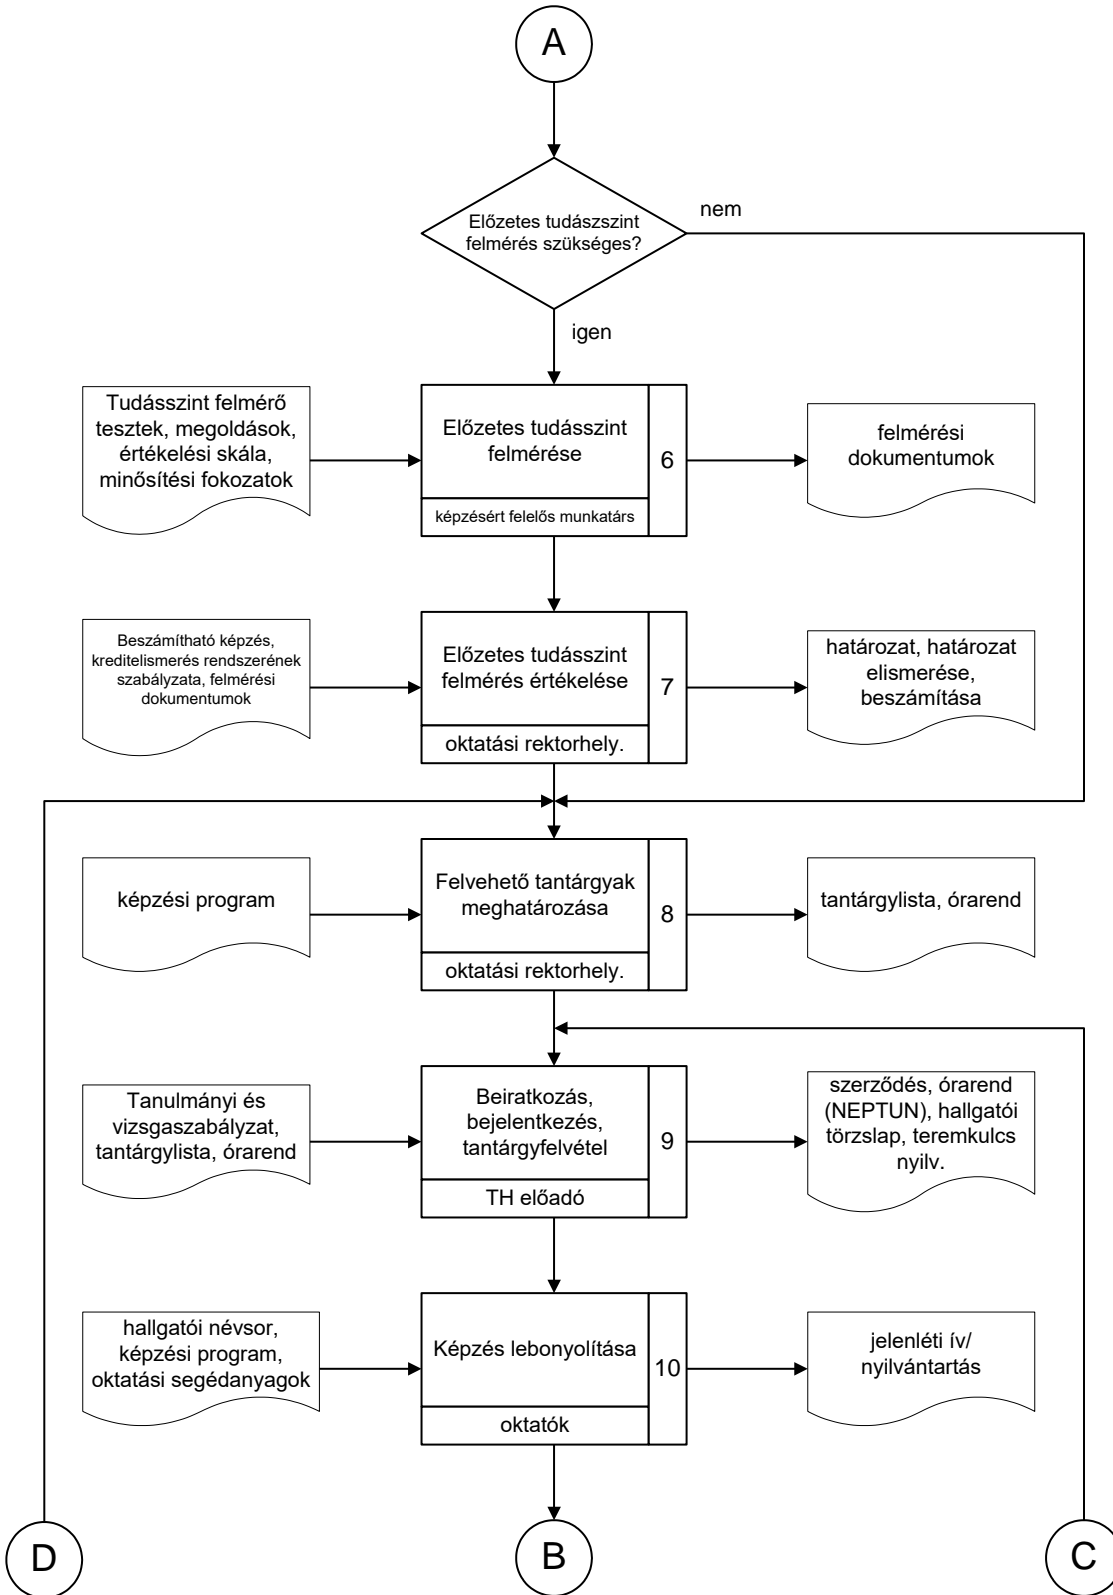 A
Előzetes tudászszint
felmérés szükséges?
nem
igen
Tudásszint felmérő
tesztek, megoldások,
értékelési skála,
minősítési fokozatok
Előzetes tudásszint
felmérése
6
képzésért felelős munkatárs
felmérési
dokumentumok
Beszámítható képzés,
kreditelismerés rendszerének
szabályzata, felmérési
dokumentumok
Előzetes tudásszint
felmérés értékelése
7
oktatási rektorhely.
határozat, határozat
elismerése,
beszámítása
képzési program
Felvehető tantárgyak
meghatározása
8
oktatási rektorhely.
tantárgylista, órarend
Tanulmányi és
vizsgaszabályzat,
tantárgylista, órarend
Beiratkozás,
bejelentkezés,
tantárgyfelvétel
9
TH előadó
szerződés, órarend
(NEPTUN), hallgatói
törzslap, teremkulcs
nyilv.
hallgatói névsor,
képzési program,
oktatási segédanyagok
Képzés lebonyolítása
10
oktatók
jelenléti ív/
nyilvántartás
D
B
C